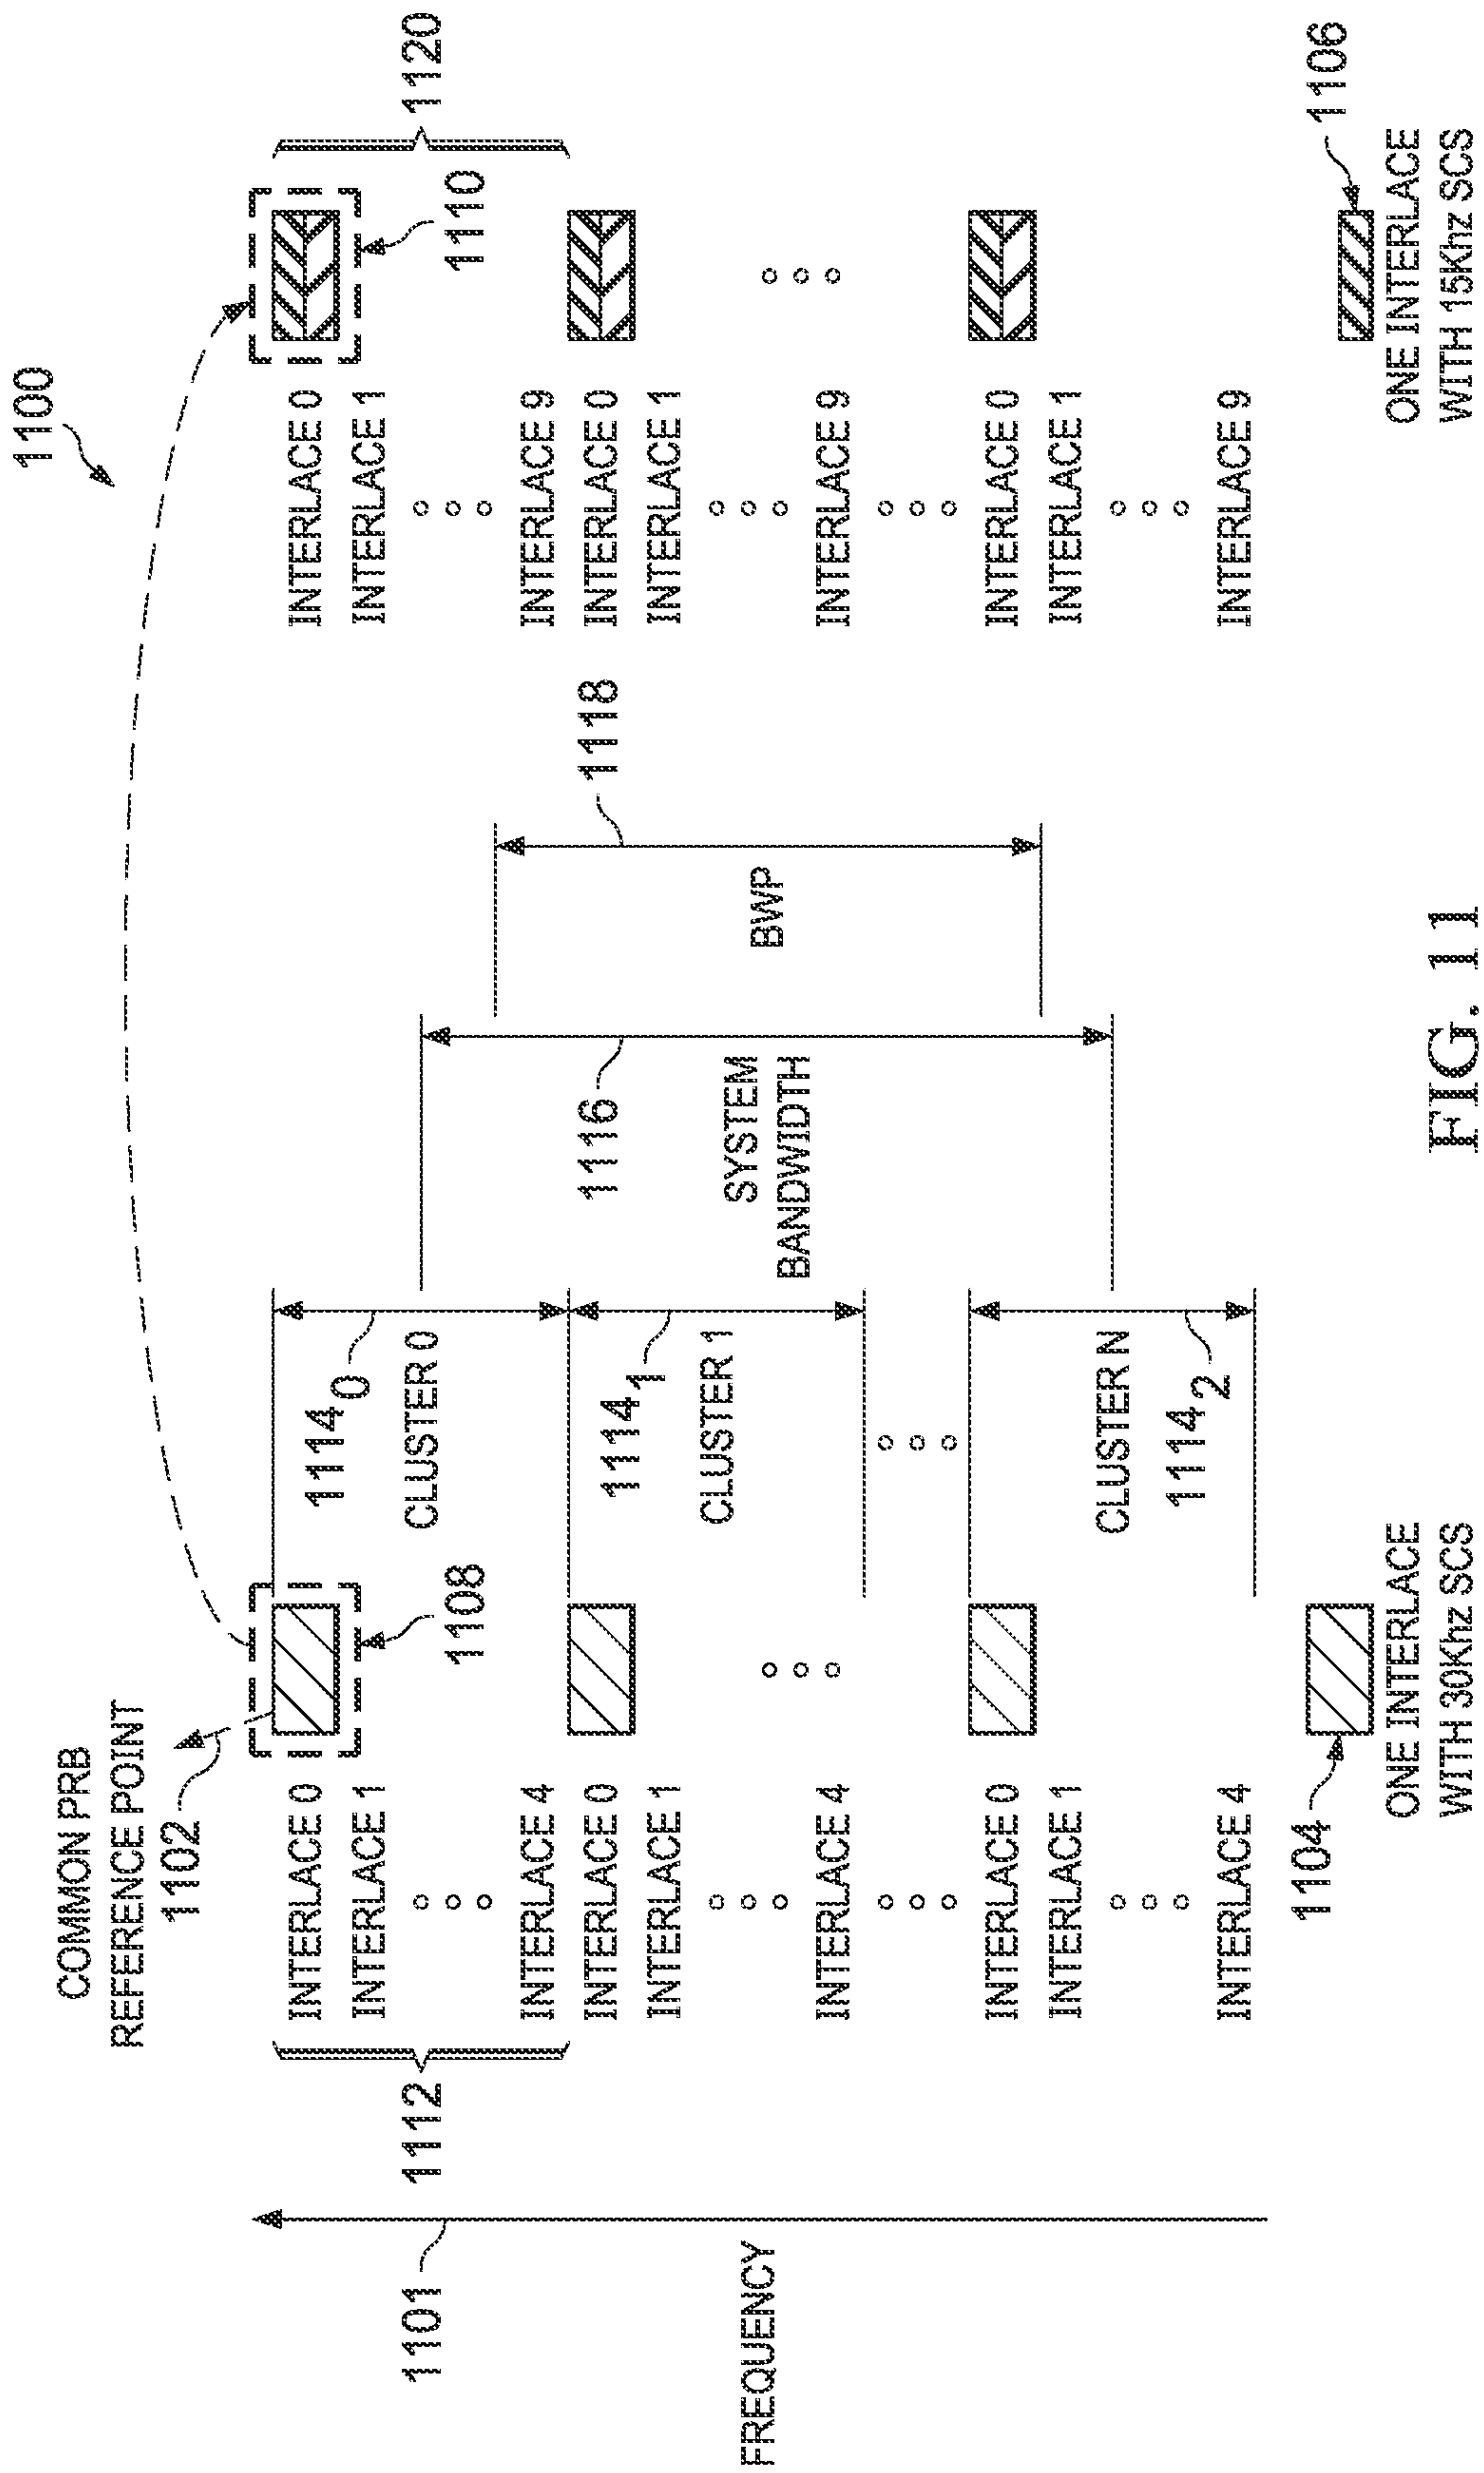 1100
COMMON PRB
REFERENCE POINT
1102
1101
FREQUENCY
1112
INTERLACE 0
INTERLACE 1
INTERLACE 4
INTERLACE 0
INTERLACE 1
INTERLACE 4
INTERLACE 0
INTERLACE 1
INTERLACE 4
1108
1104
ONE INTERLACE
WITH 30Khz SCS
1114 0
CLUSTER 0
1114 1
CLUSTER 1
CLUSTER N
1114 2
1116
SYSTEM
BANDWIDTH
1118
BWP
INTERLACE 0
INTERLACE 1
INTERLACE 9
INTERLACE 0
INTERLACE 1
INTERLACE 9
INTERLACE 0
INTERLACE 1
INTERLACE 9
1110
1120
1106
ONE INTERLACE
WITH 15Khz SCS
FIG. 11